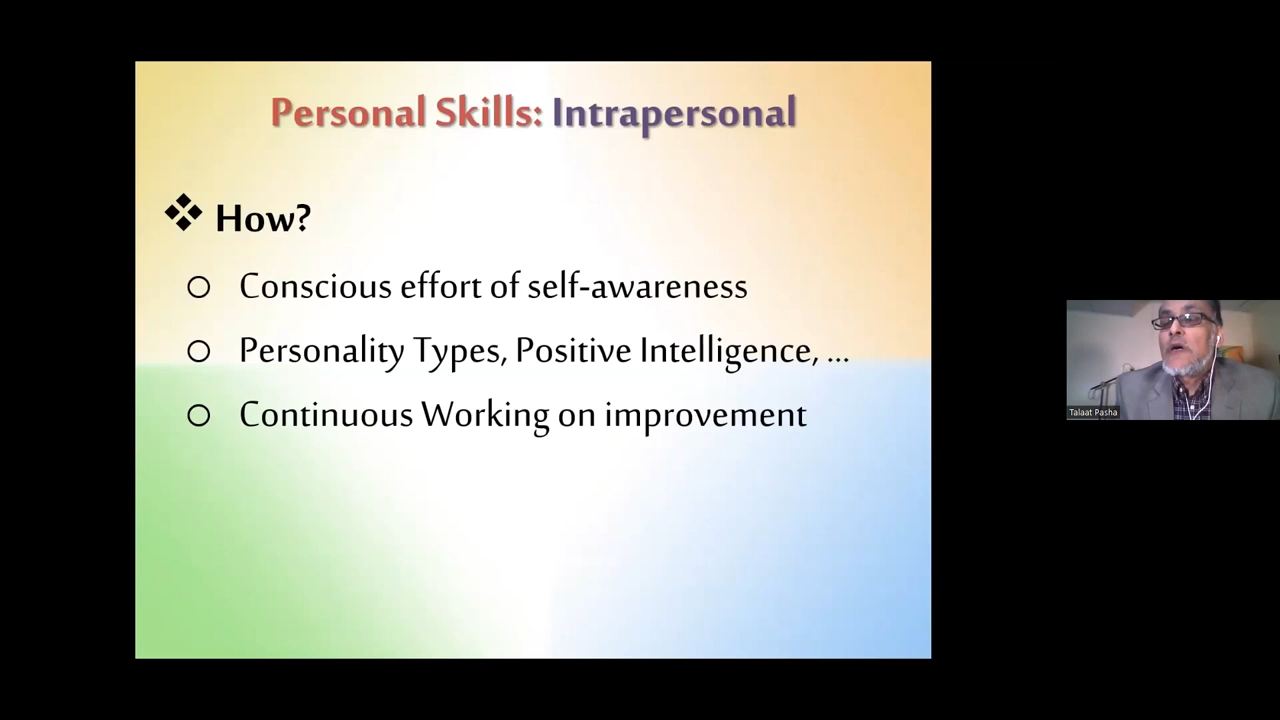 Personal Skills: Intrapersonal
❖ How?
○ Conscious effort of self-awareness
○ Personality Types, Positive Intelligence, ...
○ Continuous Working on improvement
Talaat Pasha